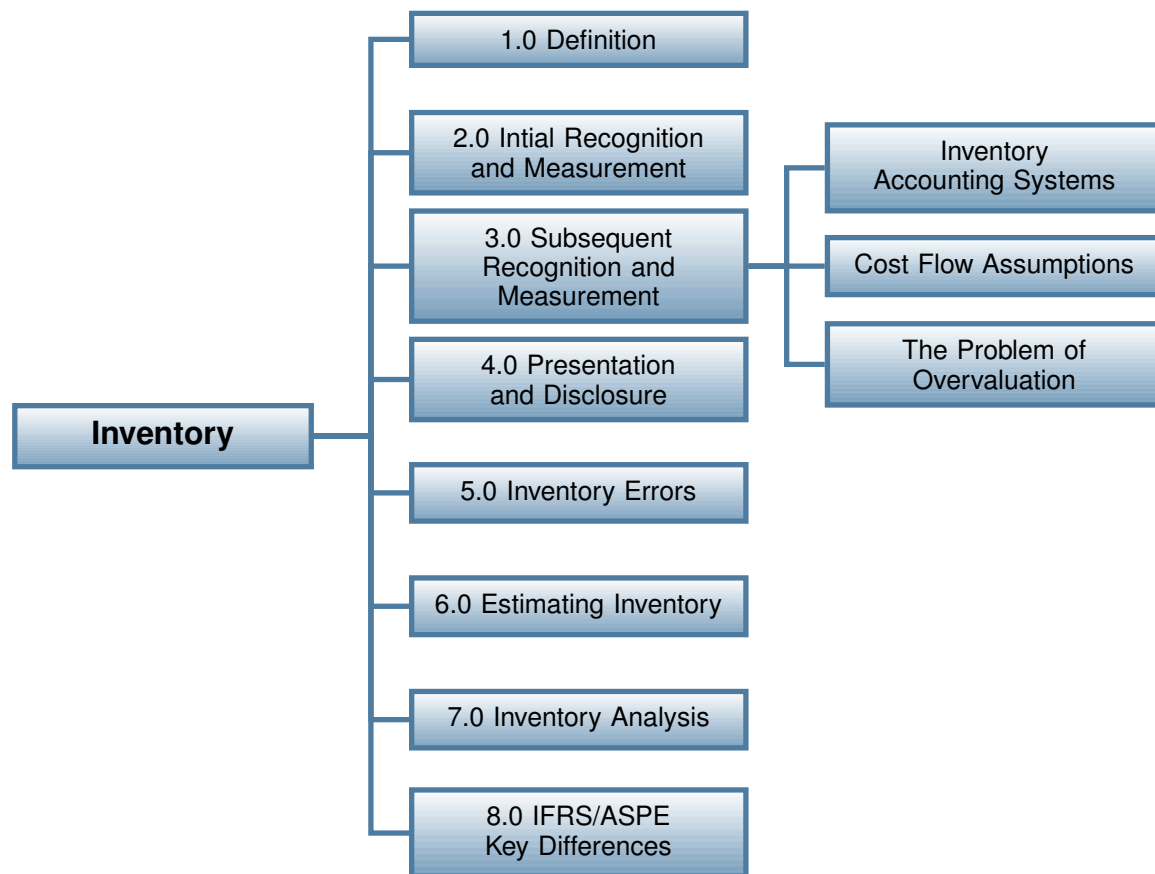 Inventory
1.0 Definition
2.0 Intial Recognition
and Measurement
3.0 Subsequent
Recognition and
Measurement
Inventory
Accounting Systems
Cost Flow Assumptions
The Problem of
Overvaluation
4.0 Presentation
and Disclosure
5.0 Inventory Errors
6.0 Estimating Inventory
7.0 Inventory Analysis
8.0 IFRS/ASPE
Key Differences